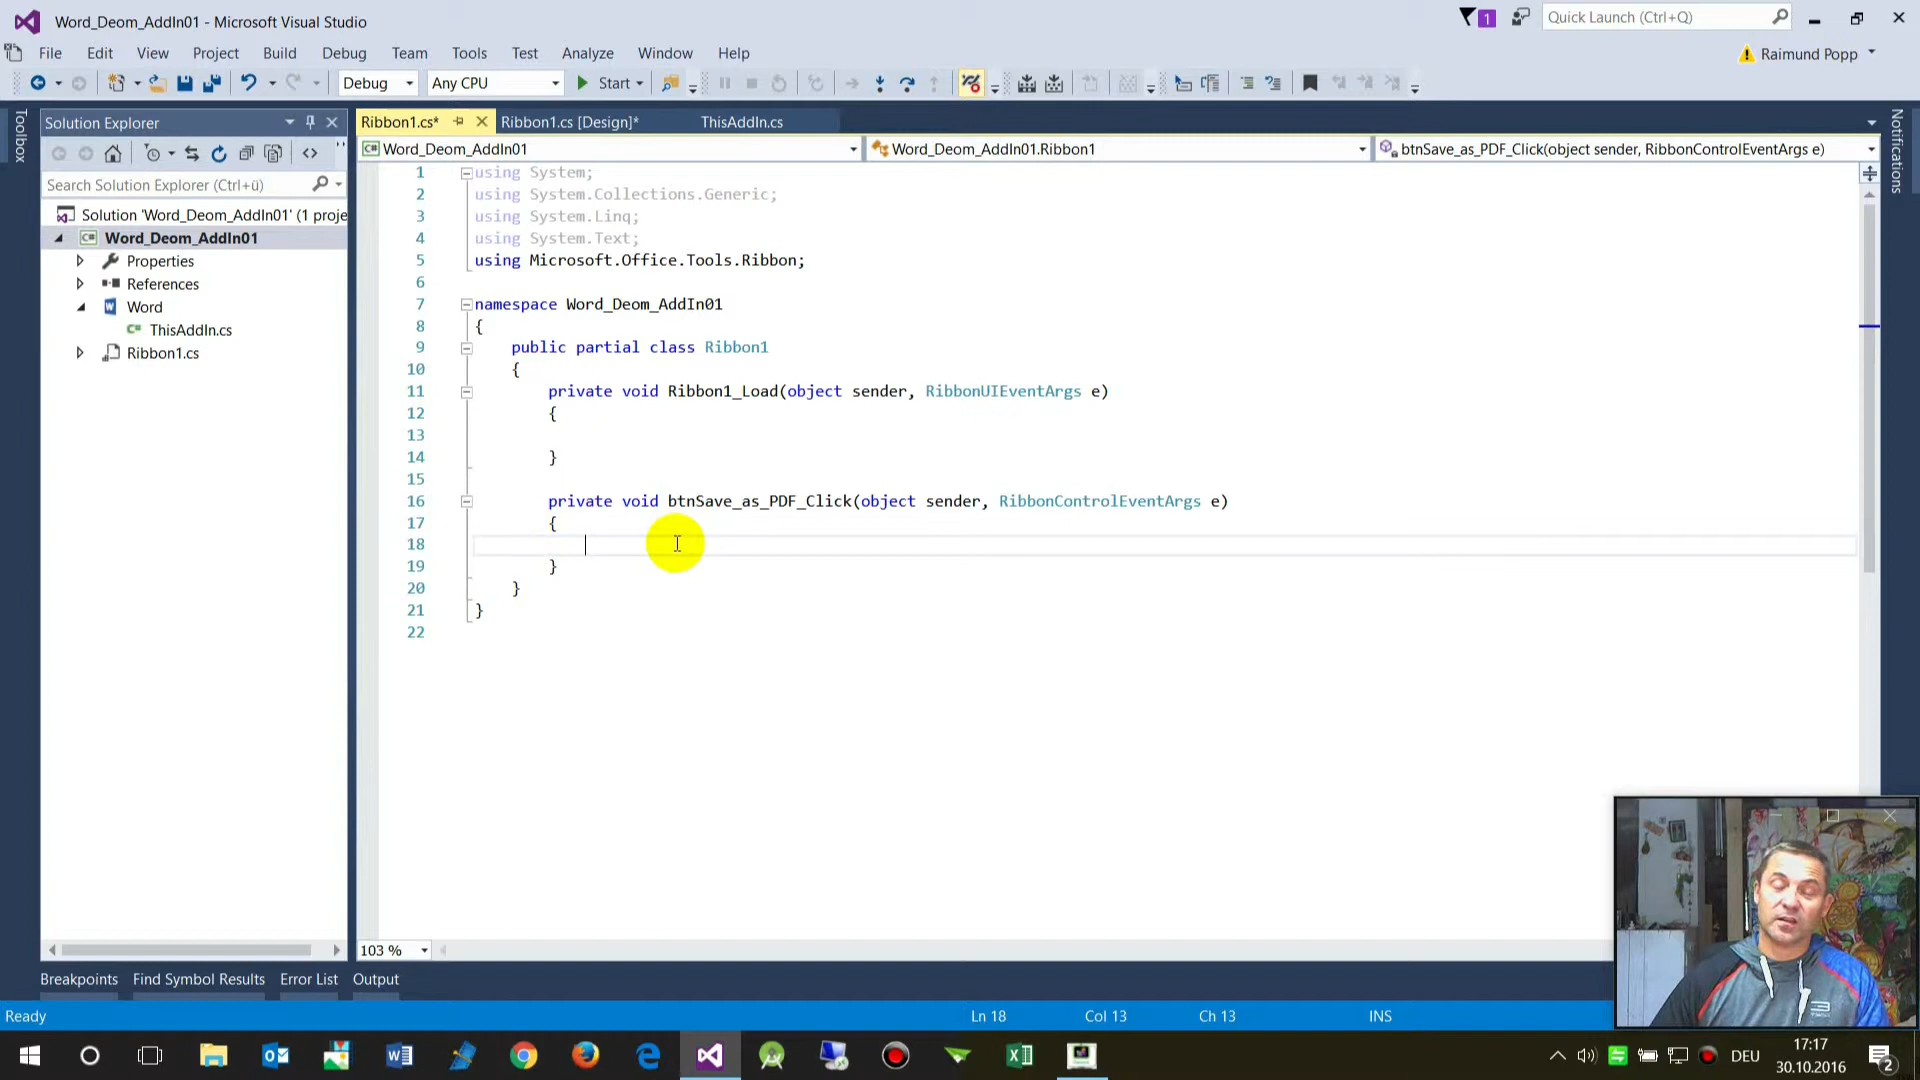 Word_Deom_AddIn01 - Microsoft Visual Studio
1
Quick Launch (Ctrl+Q)
File Edit View Project Build Debug Team Tools Test Analyze Window Help
Raimund Popp
Debug Any CPU Start
Toolbox
Solution Explorer
Search Solution Explorer (Ctrl+ü)
Solution 'Word_Deom_AddIn01' (1 proje
Word_Deom_AddIn01
Properties
References
Word
ThisAddIn.cs
Ribbon1.cs
Ribbon1.cs* Ribbon1.cs [Design]* ThisAddIn.cs
Word_Deom_AddIn01 Word_Deom_AddIn01.Ribbon1 btnSave_as_PDF_Click(object sender, RibbonControlEventArgs e)
Notifications
1 using System;
2 using System.Collections.Generic;
3 using System.Linq;
4 using System.Text;
5 using Microsoft.Office.Tools.Ribbon;
6
7 namespace Word_Deom_AddIn01
8 {
9 public partial class Ribbon1
10 {
11 private void Ribbon1_Load(object sender, RibbonUIEventArgs e)
12 {
13
14 }
15
16 private void btnSave_as_PDF_Click(object sender, RibbonControlEventArgs e)
17 {
18
19 }
20 }
21 }
22
103 %
Breakpoints Find Symbol Results Error List Output
Ready Ln 18 Col 13 Ch 13 INS
DEU
17:17
30.10.2016
2